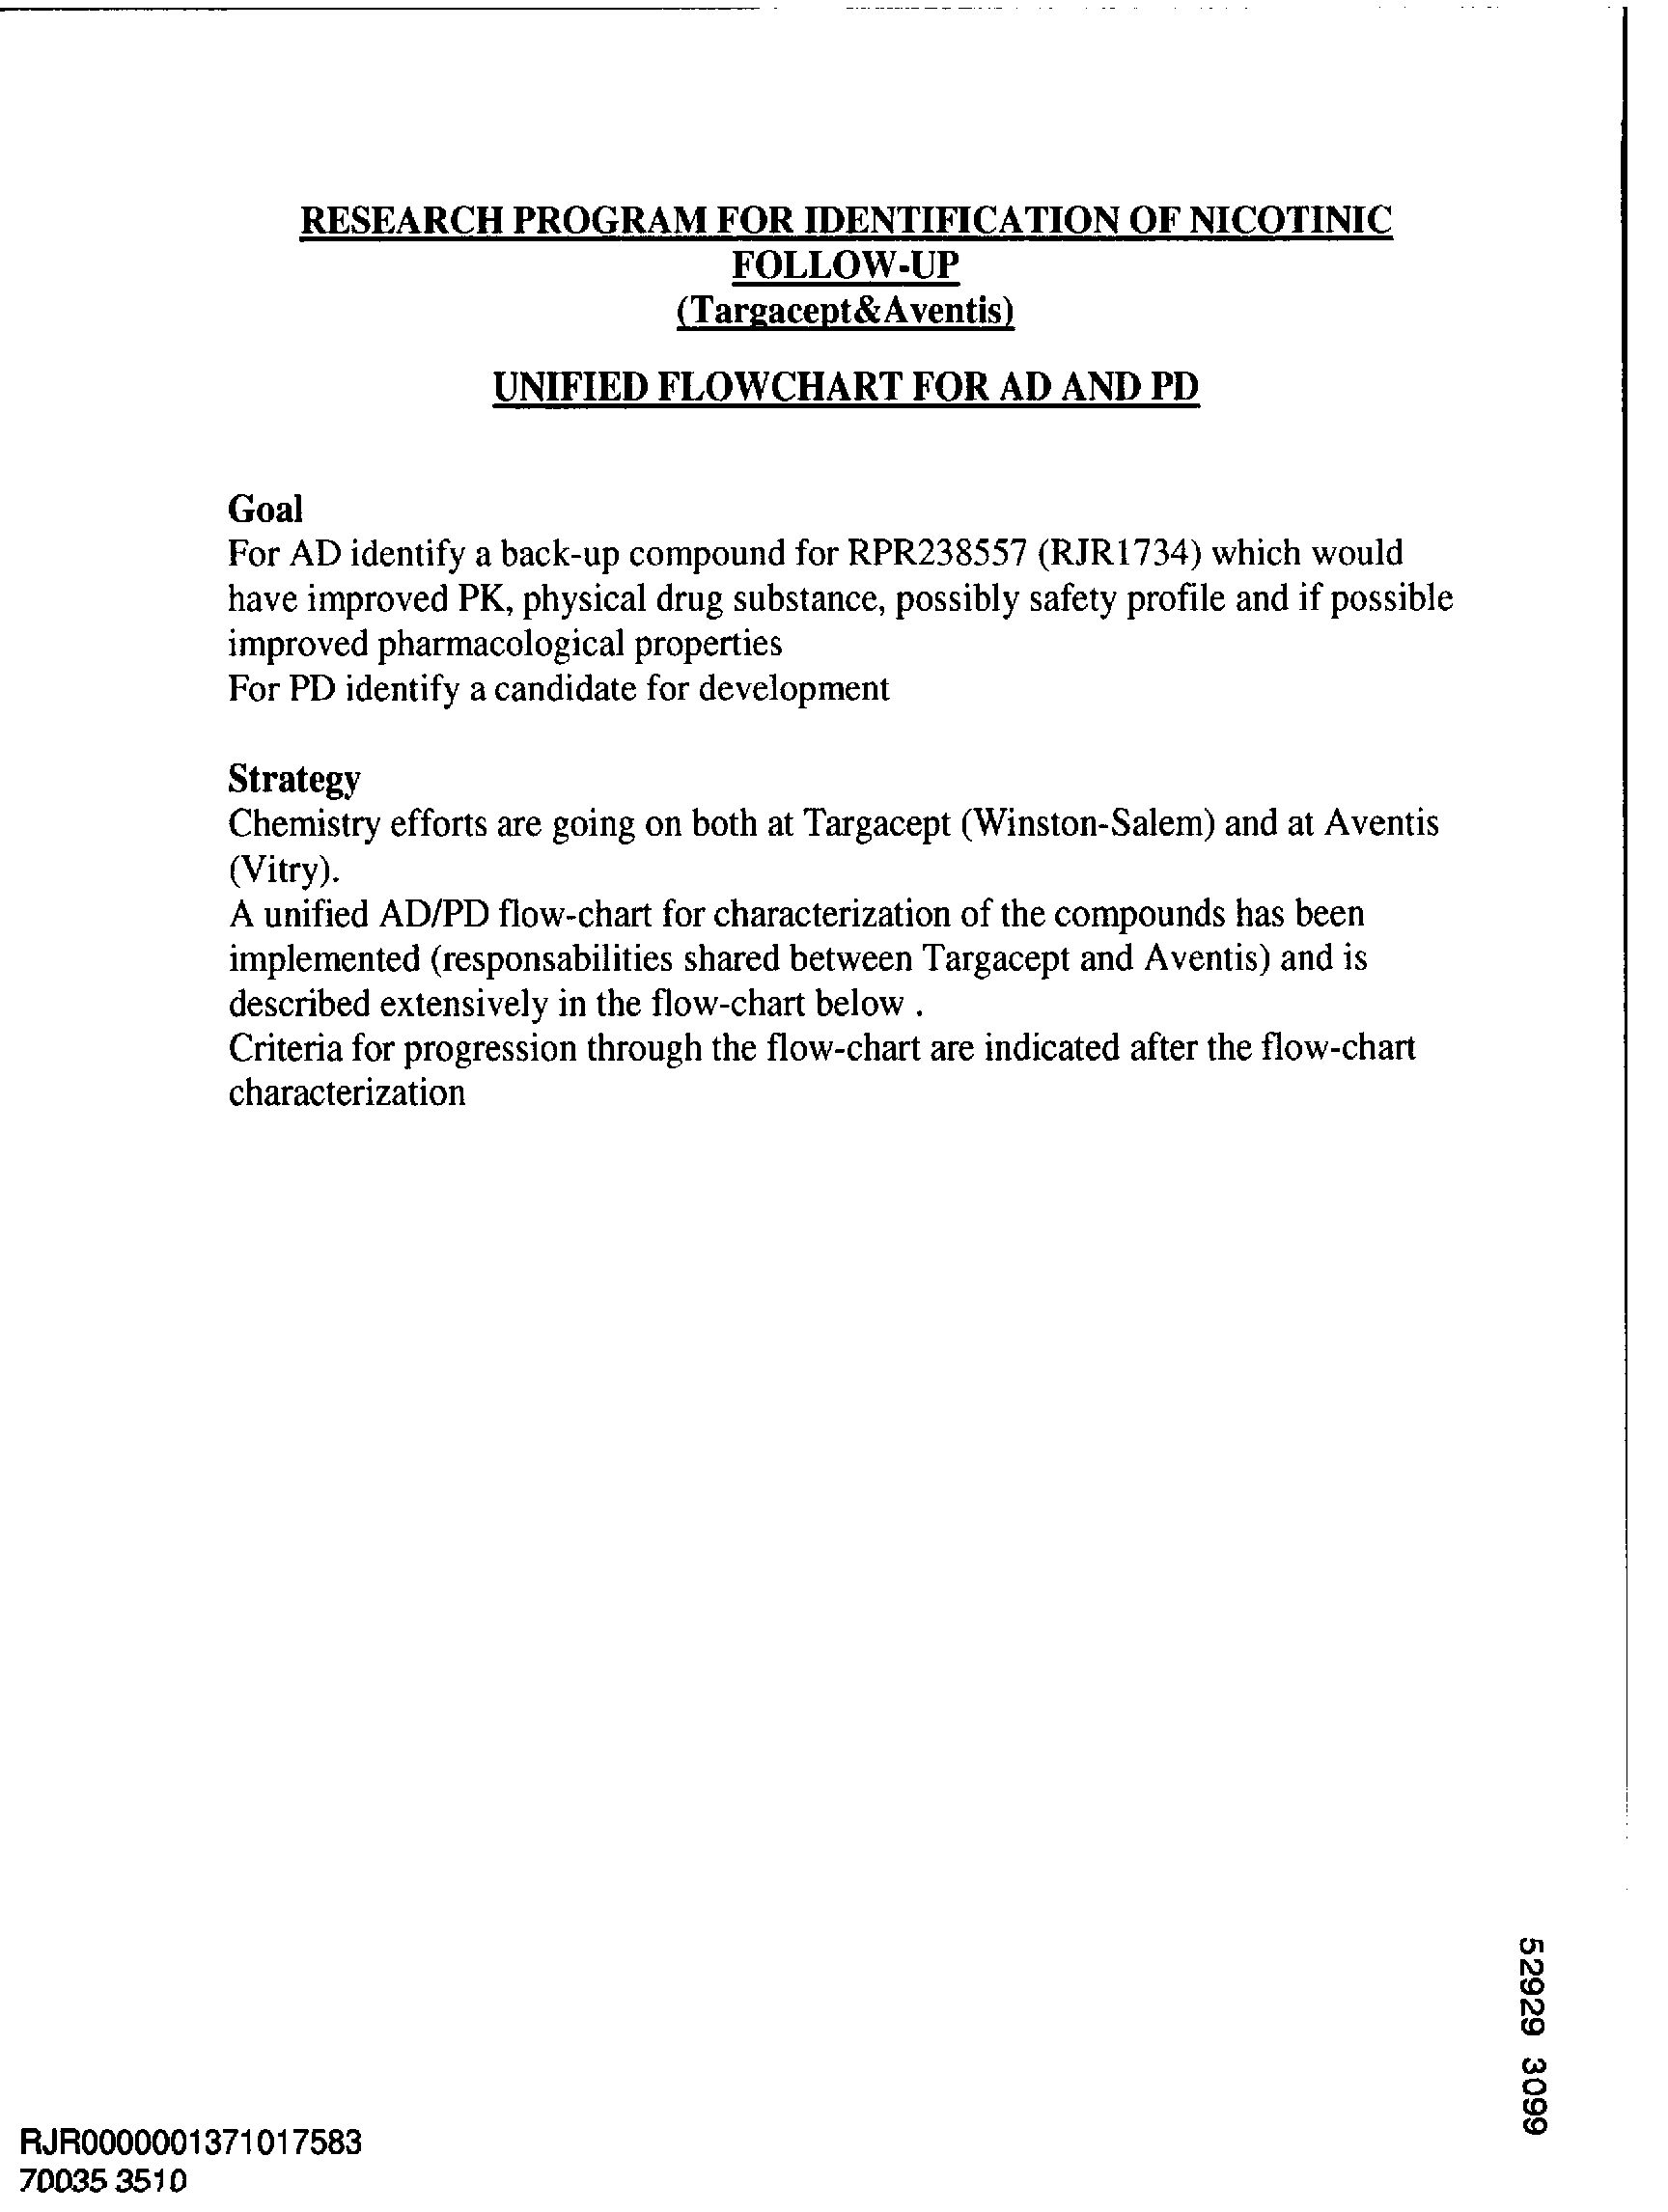 RESEARCH PROGRAM FOR IDENTIFICATION OF NICOTINIC
FOLLOW-UP
(Targacept&Aventis)
UNIFIED FLOWCHART FOR AD AND PD
Goal
For AD identify a back-up compound for RPR238557 (RJR1734) which would
have improved PK, physical drug substance, possibly safety profile and if possible
improved pharmacological properties
For PD identify a candidate for development
Strategy
Chemistry efforts are going on both at Targacept (Winston-Salem) and at Aventis
(Vitry).
A unified AD/PD flow-chart for characterization of the compounds has been
implemented (responsabilities shared between Targacept and Aventis) and is
described extensively in the flow-chart below .
Criteria for progression through the flow-chart are indicated after the flow-chart
characterization
52929 3099
RJR0000001371017583
70035 3510